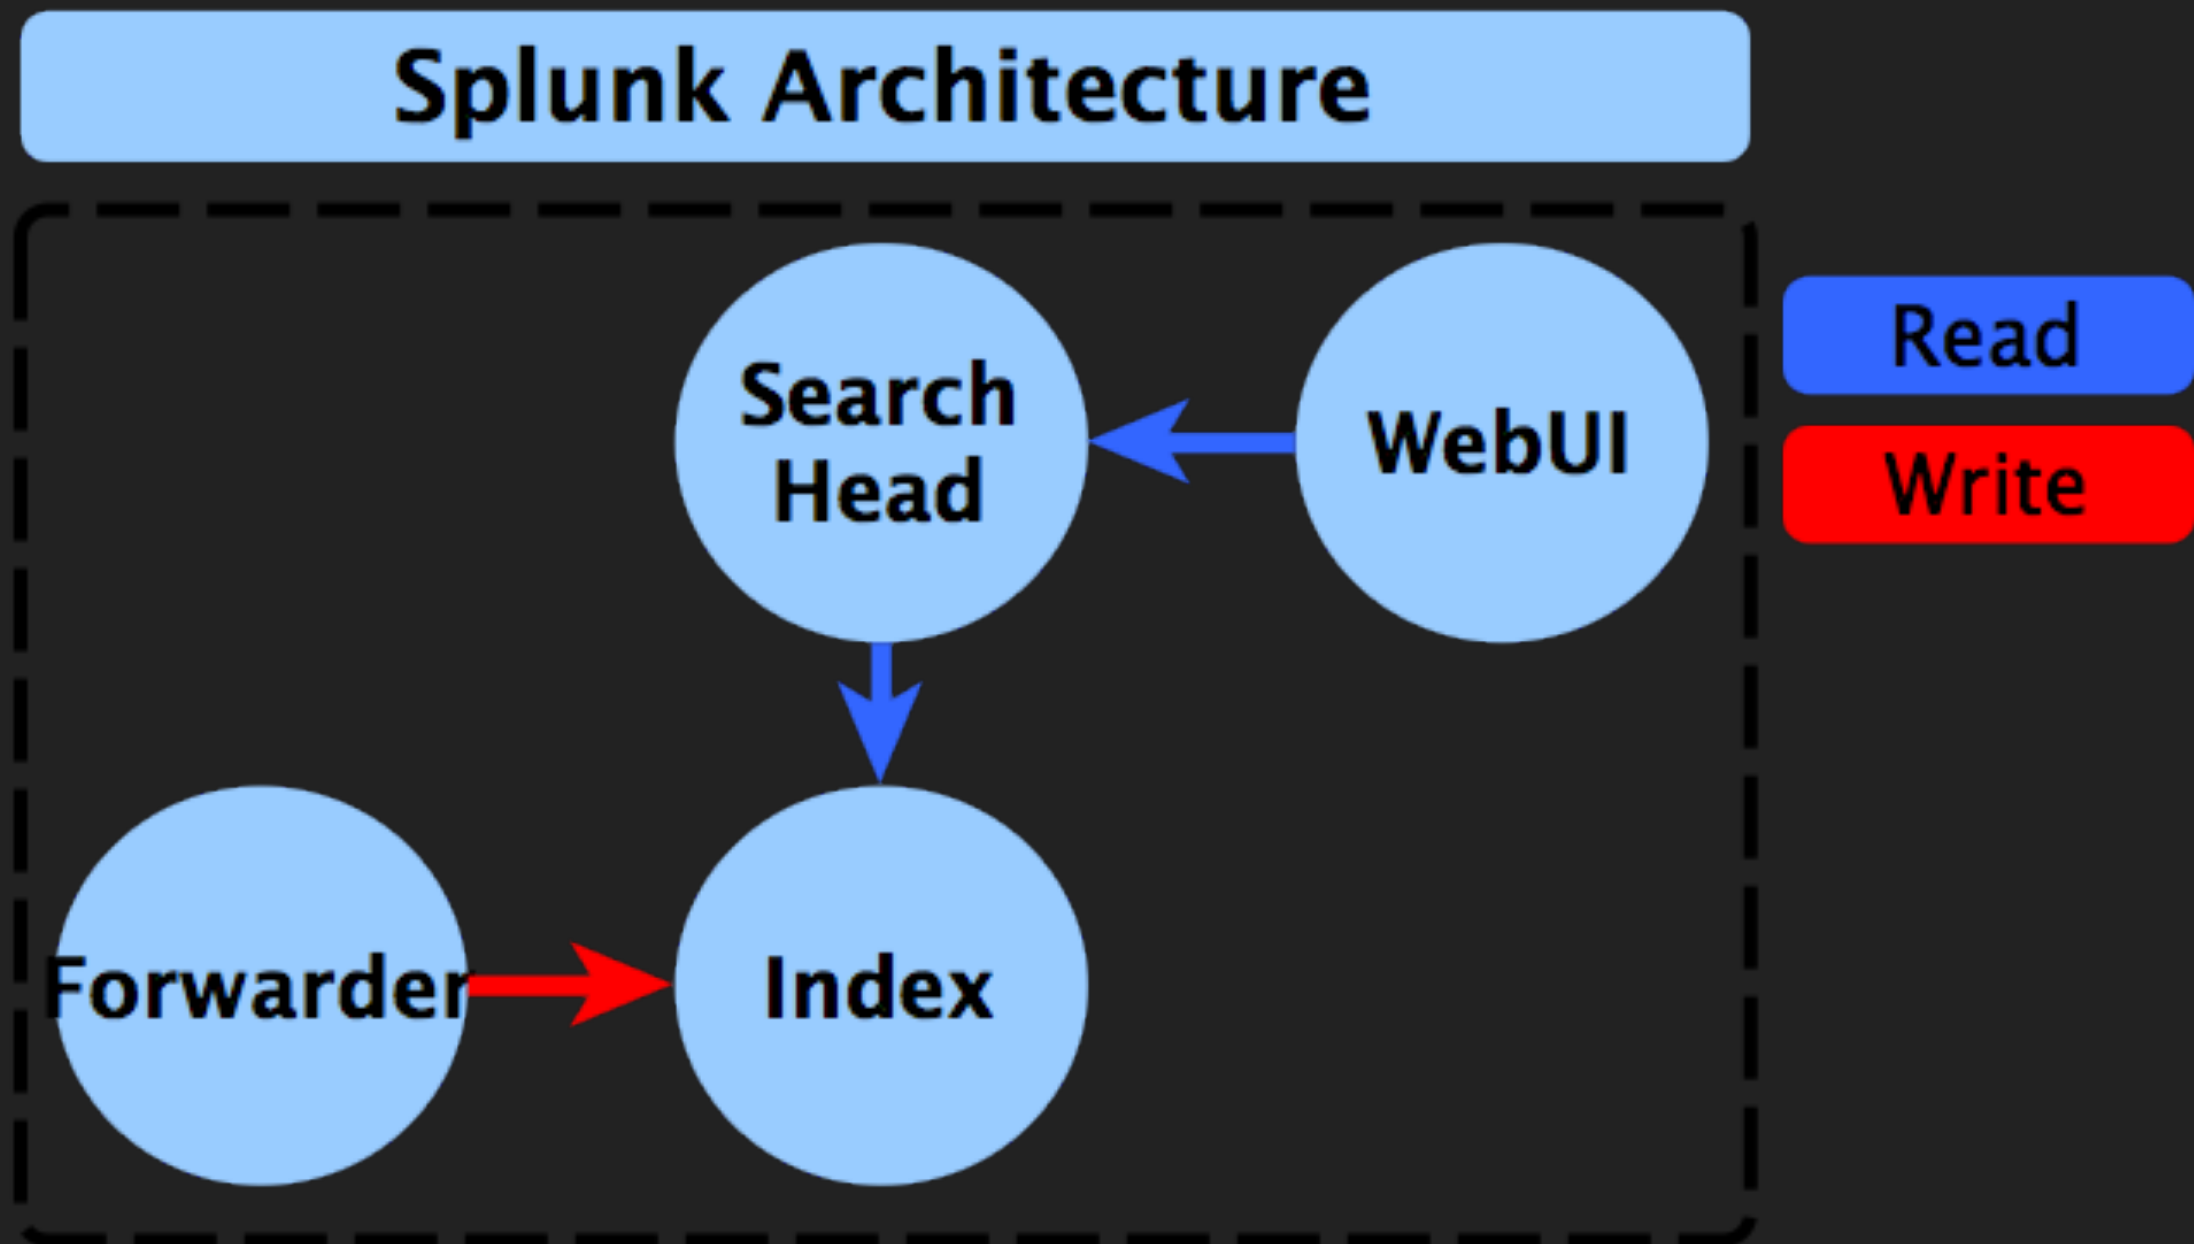 Splunk Architecture
Search
Head
WebUI
Read
Write
Forwarder
Index